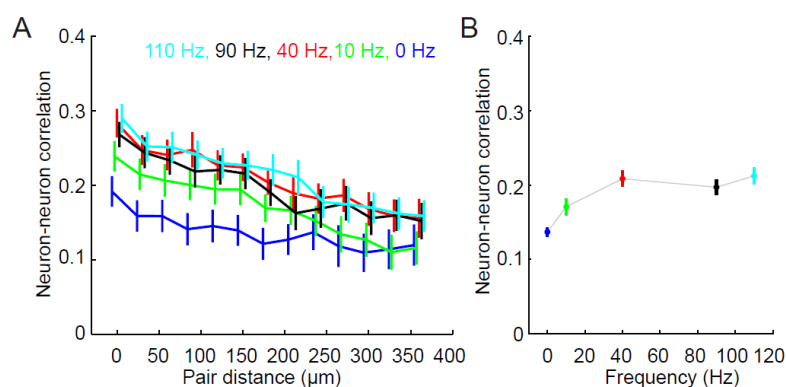 A
110 Hz, 90 Hz, 40 Hz,10 Hz, 0 Hz
Neuron-neuron correlation
0.4
0.3
0.2
0.1
0
0 50 100 150 200 250 300 350 400
Pair distance (μm)
B
Neuron-neuron correlation
0.4
0.3
0.2
0.1
0
0 20 40 60 80 100 120
Frequency (Hz)